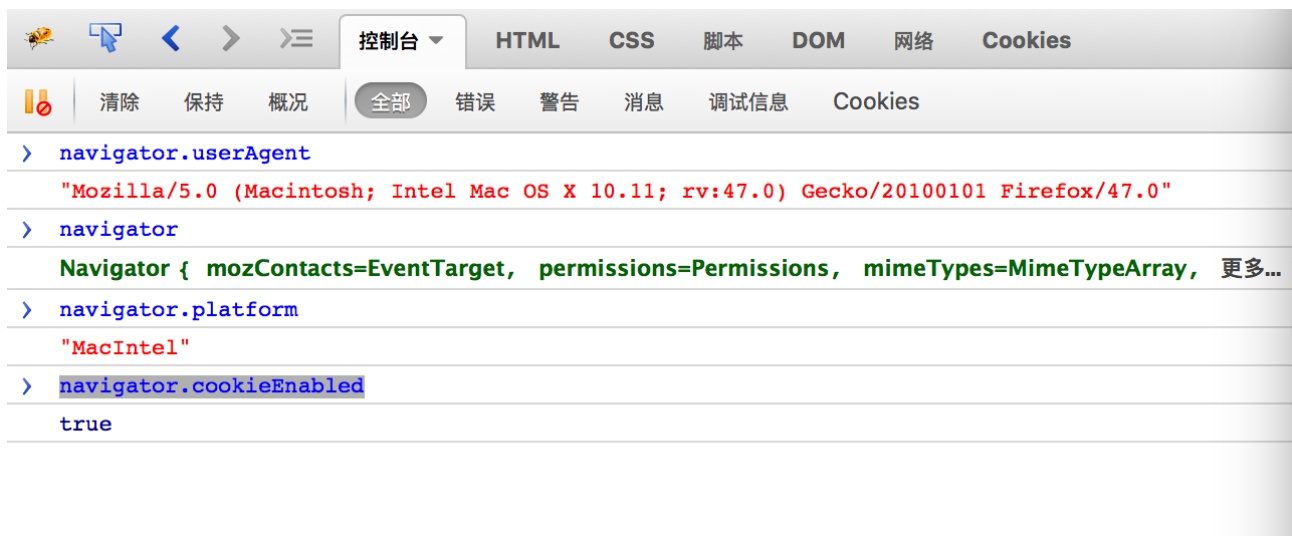 控制台 HTML CSS 脚本 DOM 网络 Cookies
清除 保持 概况 全部 错误 警告 消息 调试信息 Cookies
navigator.userAgent
"Mozilla/5.0 (Macintosh; Intel Mac OS X 10.11; rv:47.0) Gecko/20100101 Firefox/47.0"
navigator
Navigator { mozContacts=EventTarget, permissions=Permissions, mimeTypes=MimeTypeArray, 更多...
navigator.platform
"MacIntel"
navigator.cookieEnabled
true